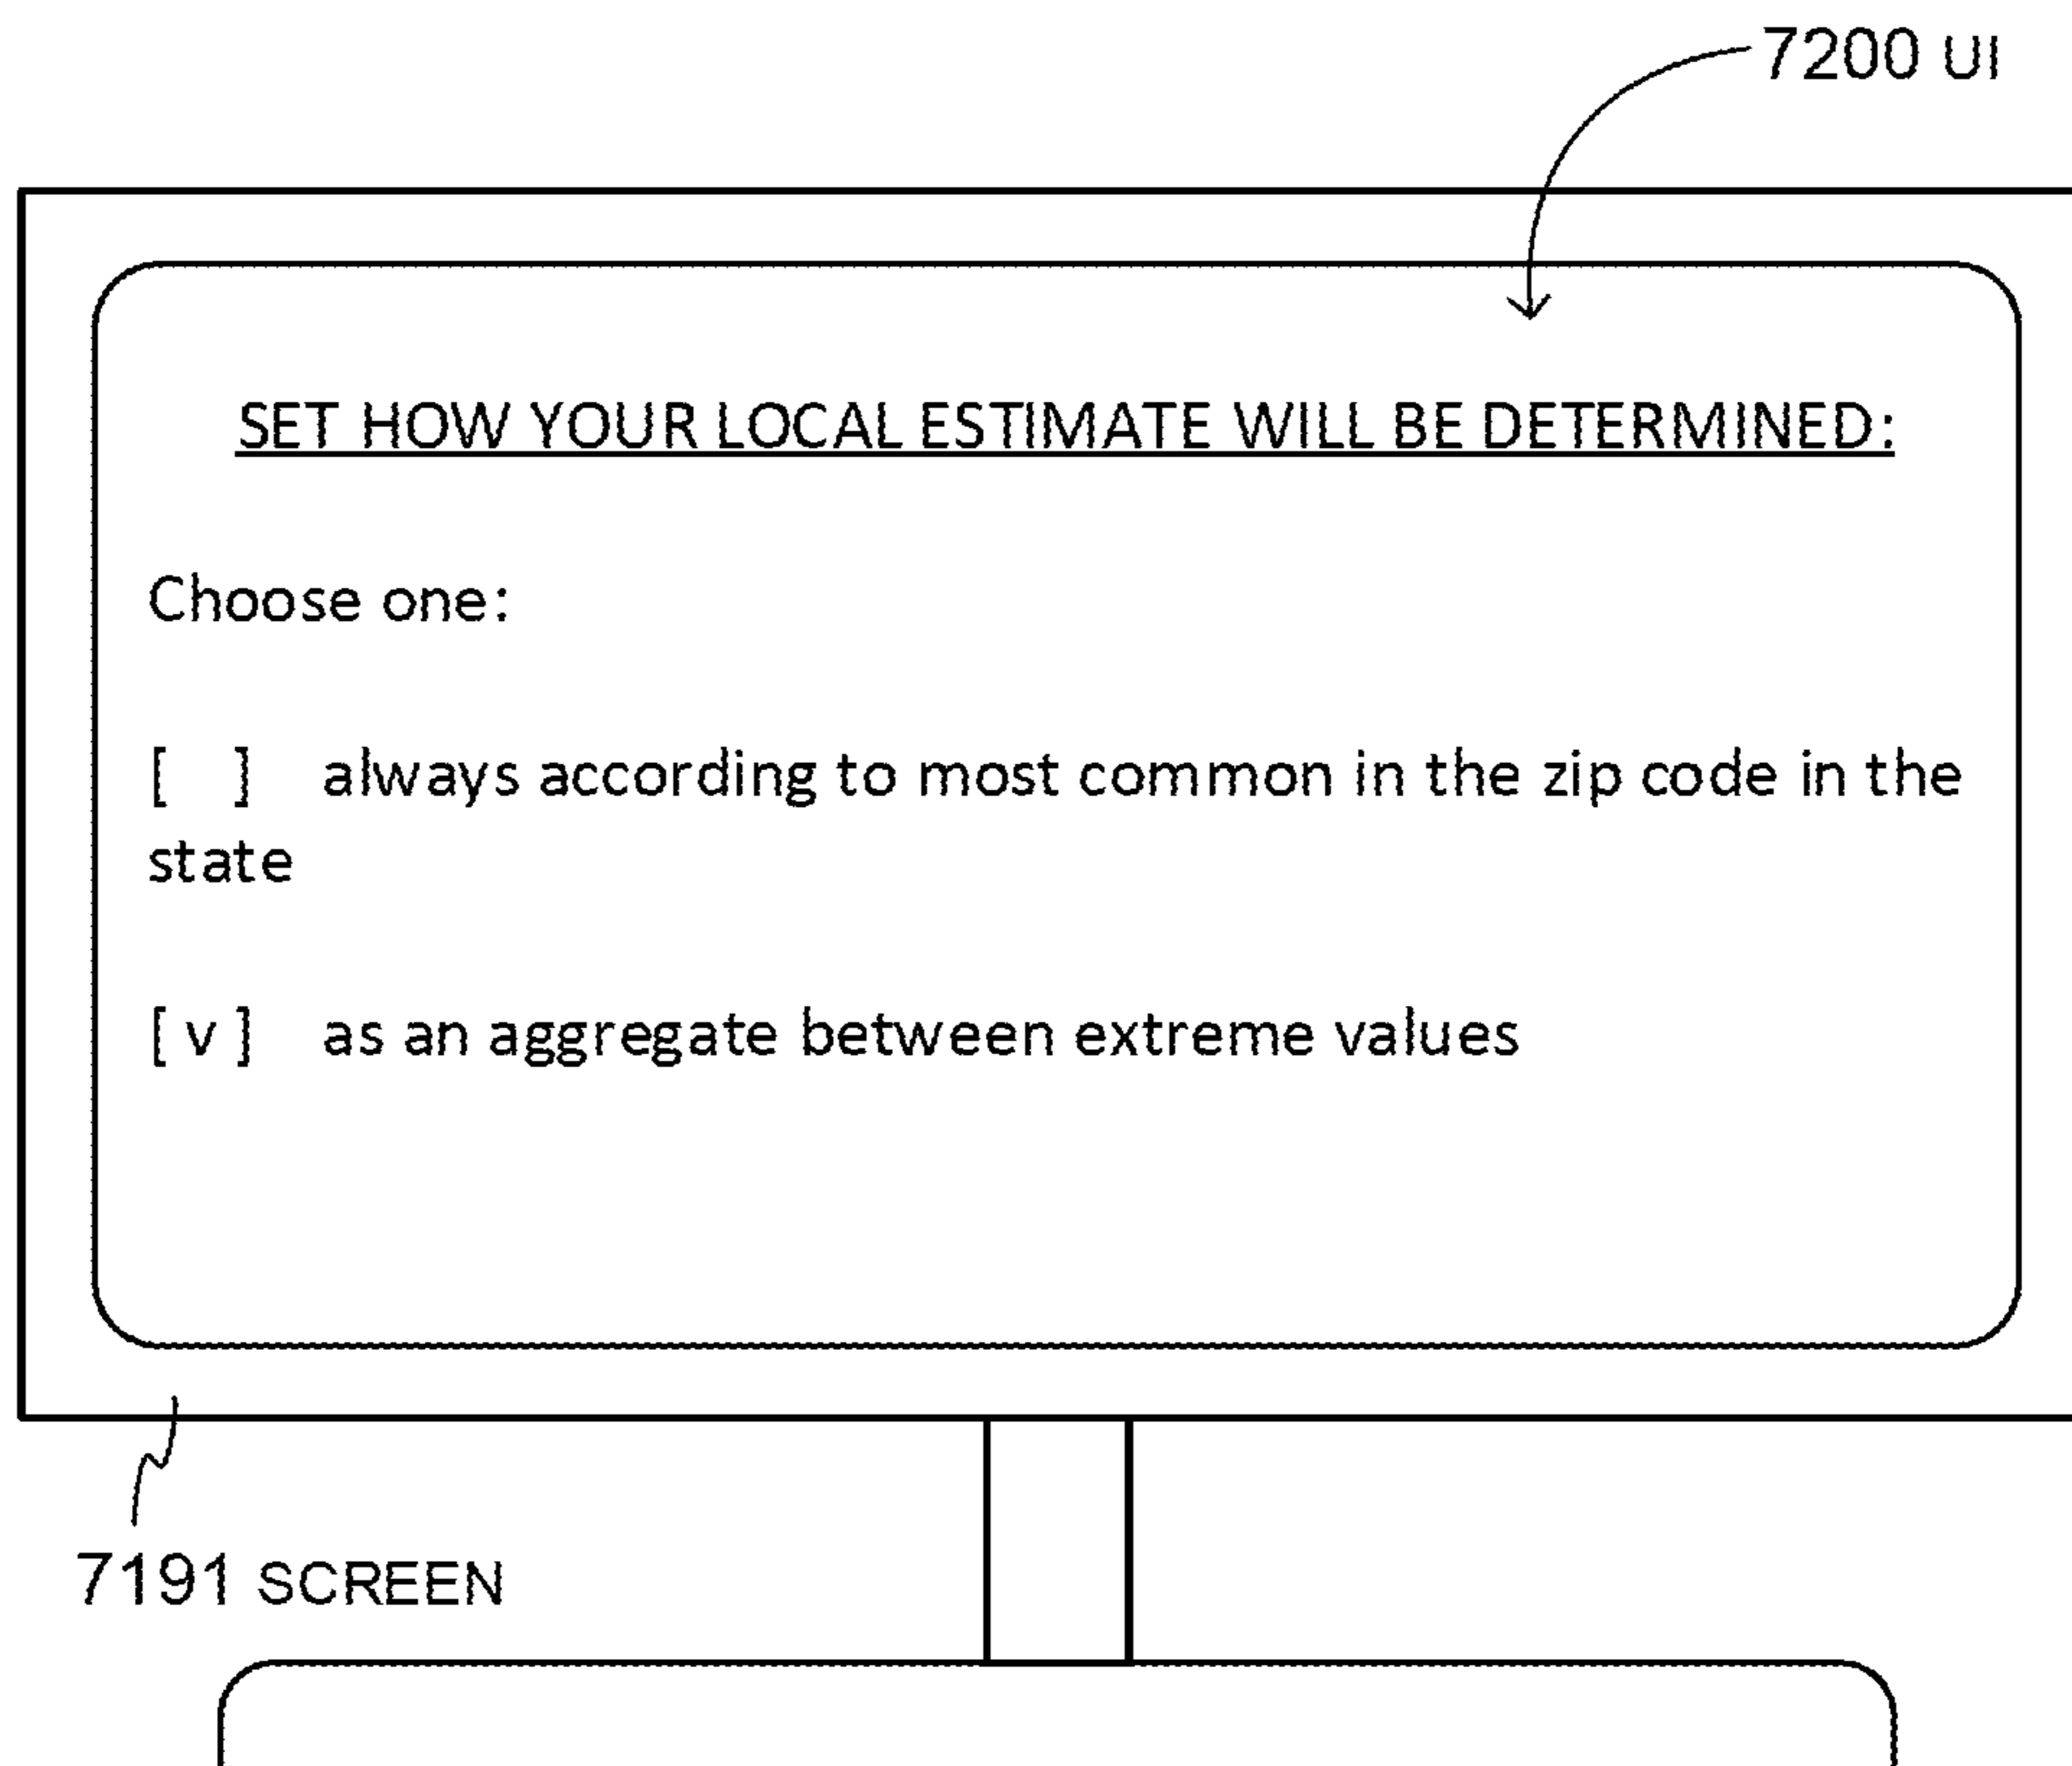 7200 UI
SET HOW YOUR LOCAL ESTIMATE WILL BE DETERMINED:
Choose one:
[ ] always according to most common in the zip code in the
state
[ v ] as an aggregate between extreme values
7191 SCREEN